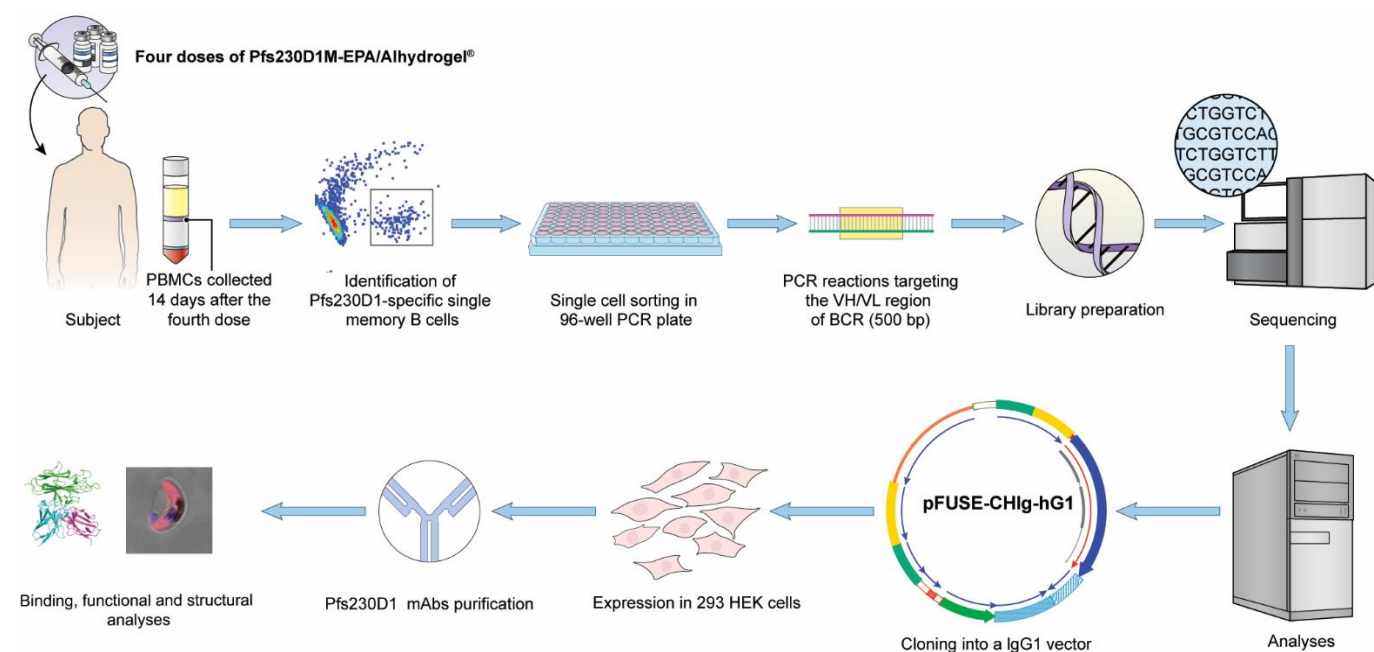 Four doses of Pfs230D1M-EPA/Alhydrogel®
CTGGTCT
TGCGTCCAC
TCTGGTCTT
GCGTCCA
PBMCs collected
14 days after the
fourth dose
Subject
Identification of
Pfs230D1-specific single
memory B cells
Single cell sorting in
96-well PCR plate
PCR reactions targeting
the VH/VL region
of BCR (500 bp)
Library preparation
Sequencing
Binding, functional and structural
analyses
Pfs230D1 mAbs purification
Expression in 293 HEK cells
pFUSE-CHIg-hG1
Cloning into a IgG1 vector
Analyses